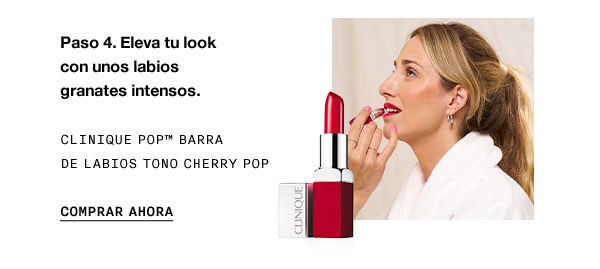 Paso 4. Eleva tu look
con unos labios
granates intensos.
CLINIQUE POP™ BARRA
DE LABIOS TONO CHERRY POP
COMPRAR AHORA
CLINIQUE